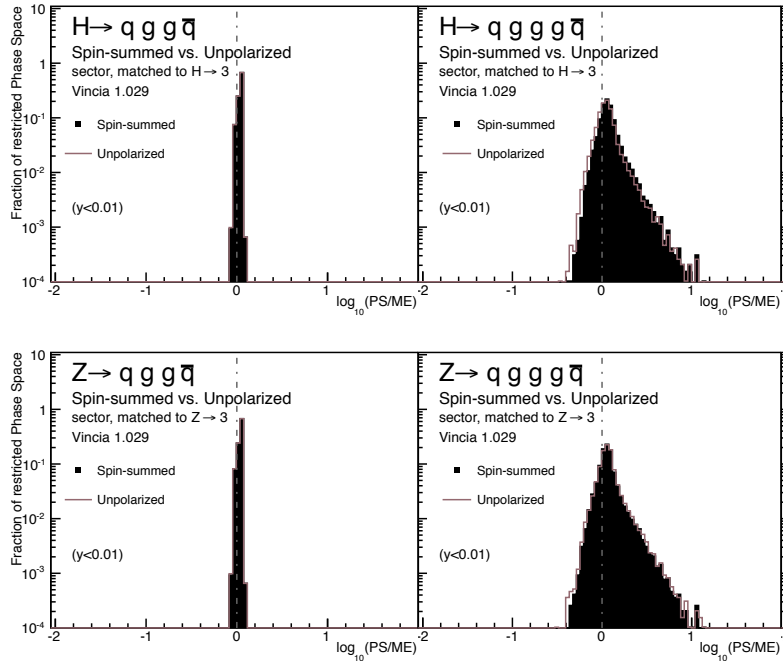 H→ q g g q̅
Spin-summed vs. Unpolarized
sector, matched to H → 3
Vincia 1.029
Spin-summed
Unpolarized
(y<0.01)
Fraction of restricted Phase Space
10
1
10⁻¹
10⁻²
10⁻³
10⁻⁴
-2
-1
0
log₁₀(PS/ME)
H→ q g g g q̅
Spin-summed vs. Unpolarized
sector, matched to H → 3
Vincia 1.029
Spin-summed
Unpolarized
(y<0.01)
-2
-1
0
1
2
log₁₀(PS/ME)
Z→ q g g q̅
Spin-summed vs. Unpolarized
sector, matched to Z → 3
Vincia 1.029
Spin-summed
Unpolarized
(y<0.01)
Fraction of restricted Phase Space
10
1
10⁻¹
10⁻²
10⁻³
10⁻⁴
-2
-1
0
1
log₁₀(PS/ME)
Z→ q g g g q̅
Spin-summed vs. Unpolarized
sector, matched to Z → 3
Vincia 1.029
Spin-summed
Unpolarized
(y<0.01)
-2
-1
0
1
2
log₁₀(PS/ME)